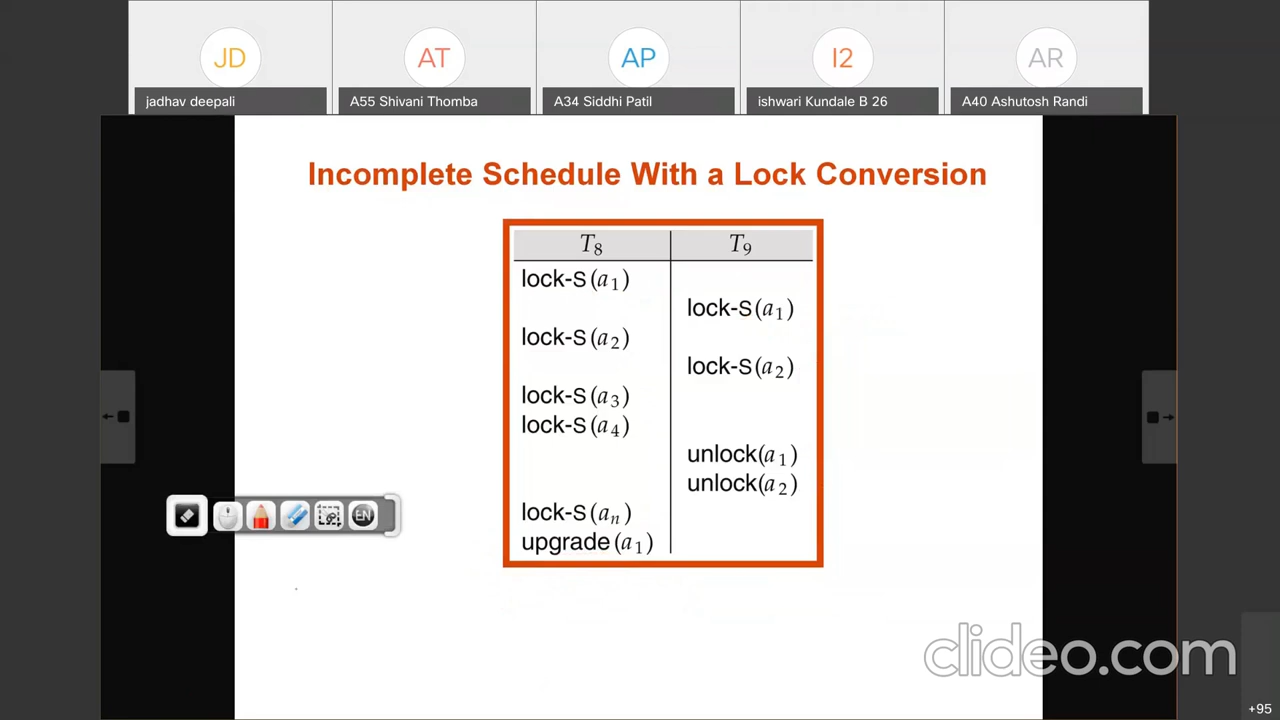 JD AT AP I2 AR
jadhav deepali A55 Shivani Thomba A34 Siddhi Patil ishwari Kundale B 26 A40 Ashutosh Randi
Incomplete Schedule With a Lock Conversion
T8 T9
lock-S(a1)
lock-S(a1)
lock-S(a2)
lock-S(a2)
lock-S(a3)
lock-S(a4)
unlock(a1)
unlock(a2)
lock-S(an)
upgrade(a1)
EN
clideo.com
+95